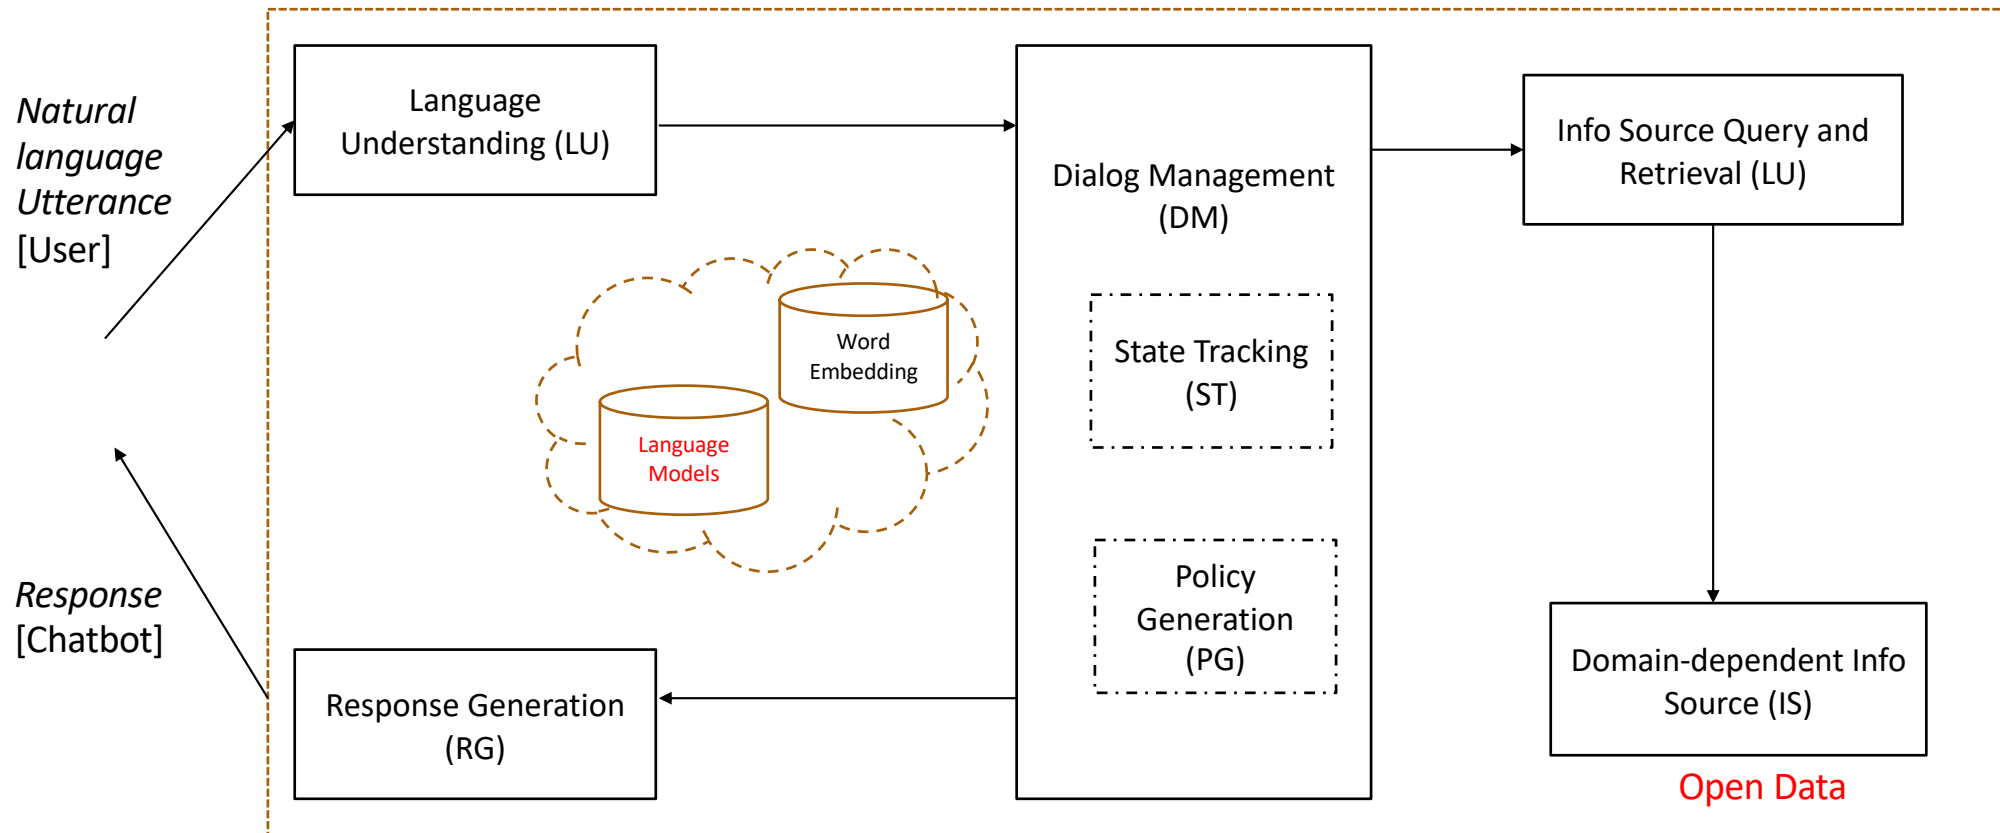 Natural
language
Utterance
[User]
Language
Understanding (LU)
Dialog Management
(DM)
Info Source Query and
Retrieval (LU)
Word
Embedding
Language
Models
State Tracking
(ST)
Policy
Generation
(PG)
Response
[Chatbot]
Response Generation
(RG)
Domain-dependent Info
Source (IS)
Open Data